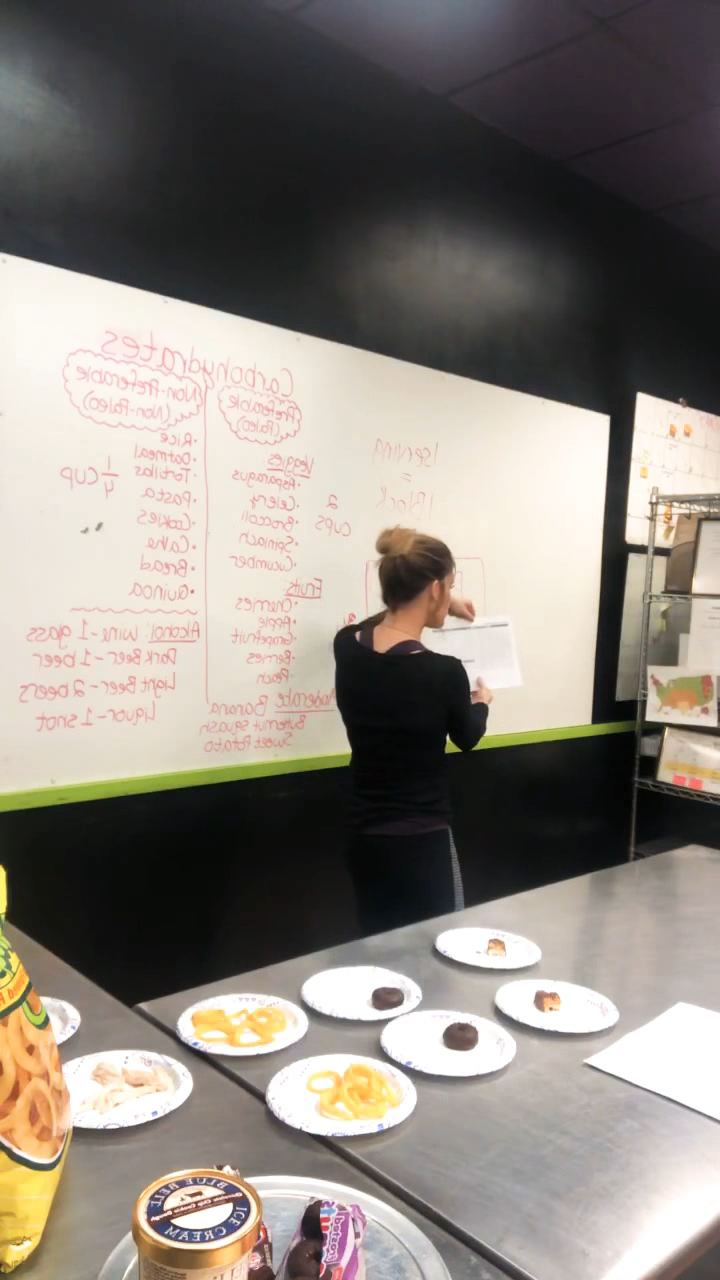 Carbohydrates
Preferable
(Paleo)
Veggies
•Asparagus
•Celery
•Broccoli
•Spinach
•Cucumber
2
cups
Fruits
•Cherries
•Apple
•Grapefruit
•Berries
•Pear
Moderate Banana
Butternut squash
Sweet Potato
Non-Preferable
(Non-Paleo)
•Rice
•Oatmeal
•Tortillas
•Pasta
•Cookies
•Cake
•Bread
•Quinoa
1/4 cup
Alcohol: Wine-1 glass
Dark Beer-1 beer
Light Beer-2 beers
Liquor-1 shot
1 serving
=
1 Block
BLUE BELL
ICE CREAM